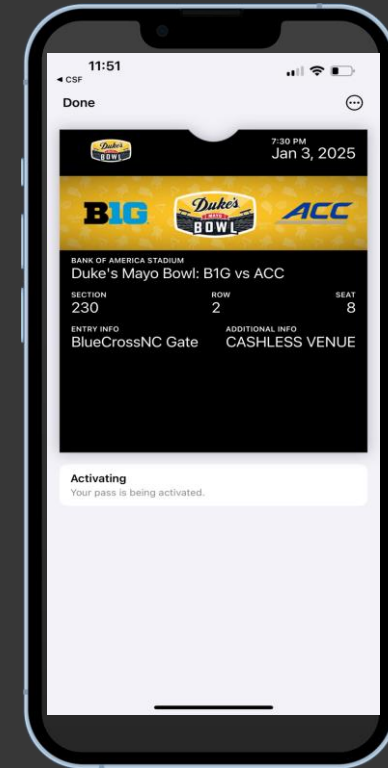 11:51
◄ CSF
Done
Duke's
MAYO
BOWL
7:30 PM
Jan 3, 2025
B1G
Duke's
MAYO
BOWL
ACC
BANK OF AMERICA STADIUM
Duke's Mayo Bowl: B1G vs ACC
SECTION ROW SEAT
230 2 8
ENTRY INFO ADDITIONAL INFO
BlueCrossNC Gate CASHLESS VENUE
Activating
Your pass is being activated.